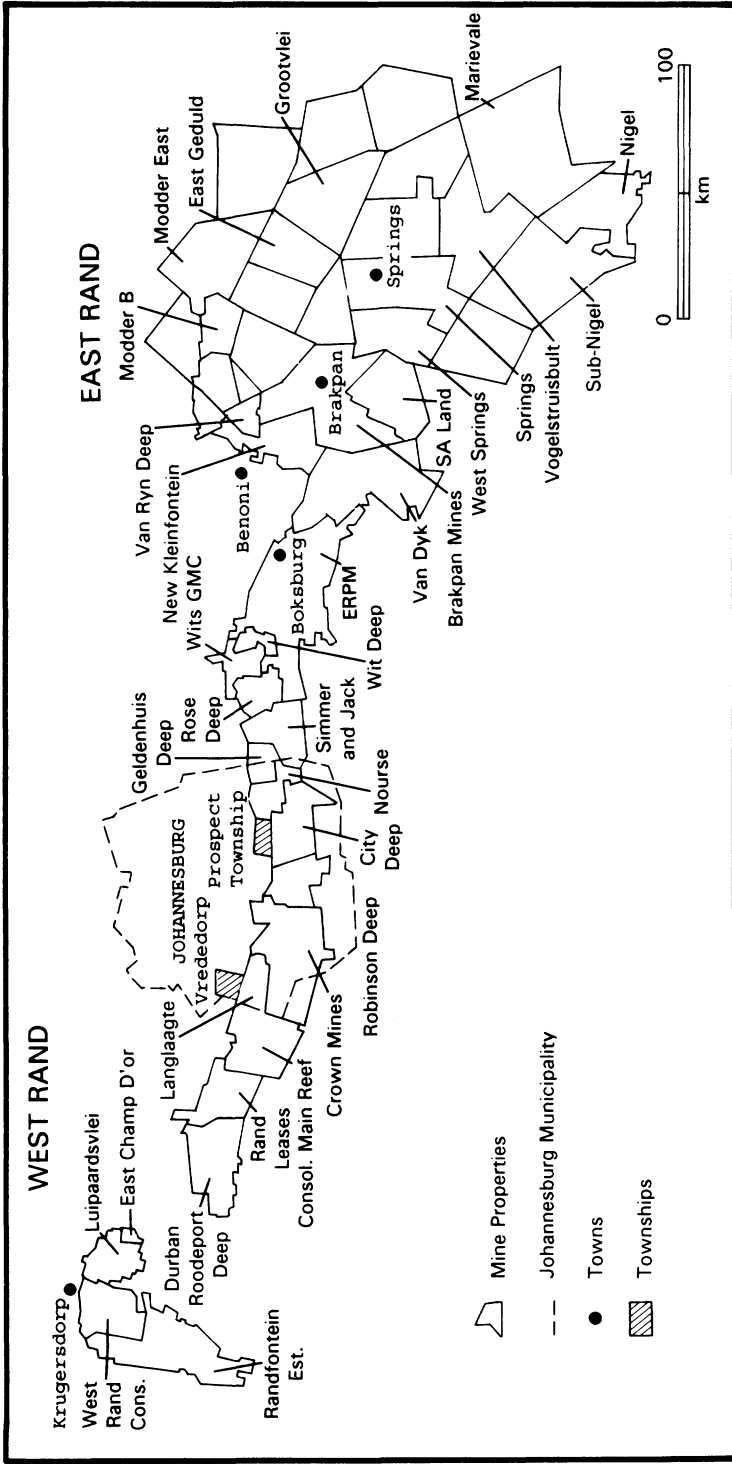 WEST RAND
EAST RAND
Krugersdorp
West
Rand
Cons.
Luipaardsvlei
East Champ D'or
Randfontein
Est.
Durban
Roodeport
Deep
Rand
Leases
Consol. Main Reef
Langlaagte
Vrededorp
JOHANNESBURG
Crown Mines
Robinson Deep
Prospect
Township
City
Deep
Nourse
Geldenhuis
Deep
Rose
Deep
Simmer
and Jack
Wits GMC
Wit Deep
New Kleinfontein
Boksburg
ERPM
Benoni
Van Ryn Deep
Van Dyk
Brakpan Mines
Brakpan
SA Land
West Springs
Modder B
Modder East
East Geduld
Grootvlei
Springs
Springs
Vogelstruisbult
Sub-Nigel
Marievale
Nigel
Mine Properties
Johannesburg Municipality
Towns
Townships
0
100
km